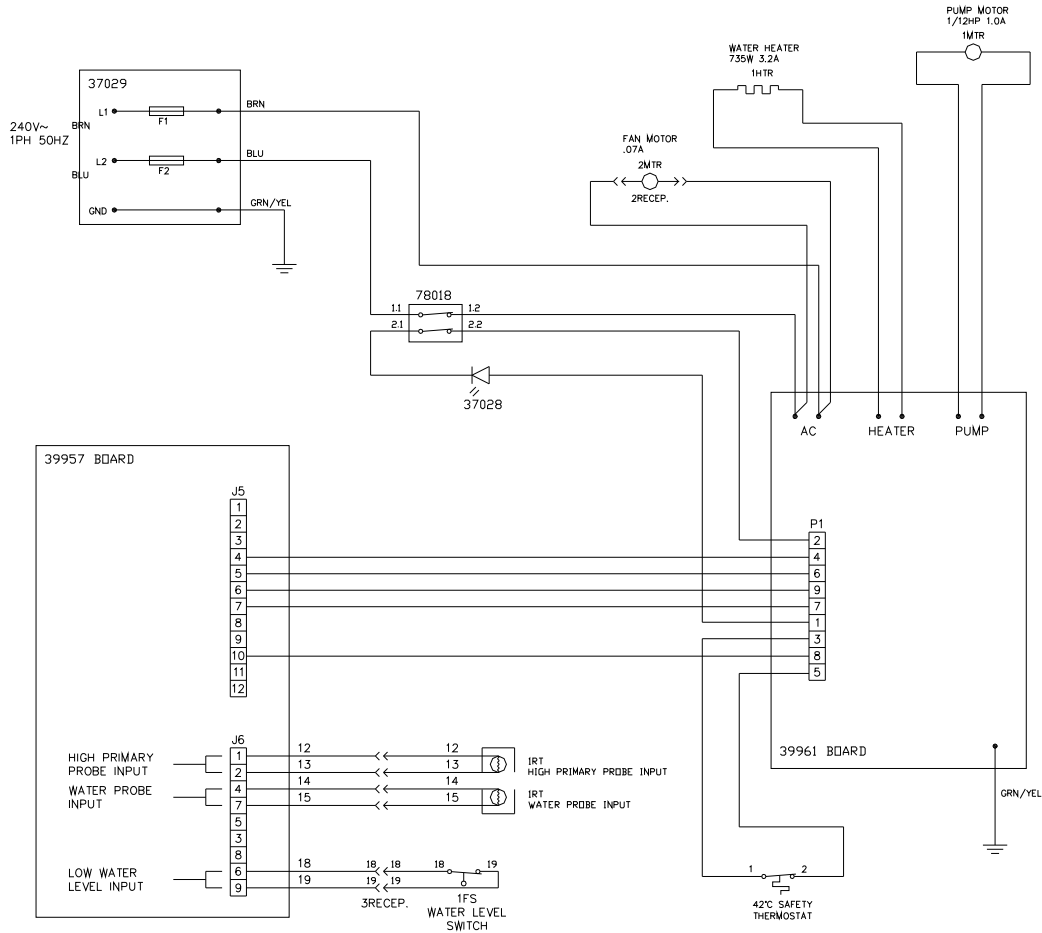 PUMP MOTOR
1/12HP 1.0A
1MTR
WATER HEATER
735W 3.2A
1HTR
37029
L1
F1
BRN
240V~
1PH 50HZ
BRN
L2
F2
BLU
BLU
GND
GRN/YEL
FAN MOTOR
.07A
2MTR
2RECEP.
78018
1.1
1.2
2.1
2.2
37028
AC
HEATER
PUMP
39957 BOARD
J5
1
2
3
4
5
6
7
8
9
10
11
12
P1
2
4
6
9
7
1
3
8
5
39961 BOARD
GRN/YEL
J6
1
2
4
7
5
3
8
6
9
HIGH PRIMARY
PROBE INPUT
WATER PROBE
INPUT
LOW WATER
LEVEL INPUT
12
12
13
13
14
14
15
15
1RT
HIGH PRIMARY PROBE INPUT
1RT
WATER PROBE INPUT
18
18
18
18
19
19
19
19
3RECEP.
1FS
WATER LEVEL
SWITCH
1
2
42°C SAFETY
THERMOSTAT